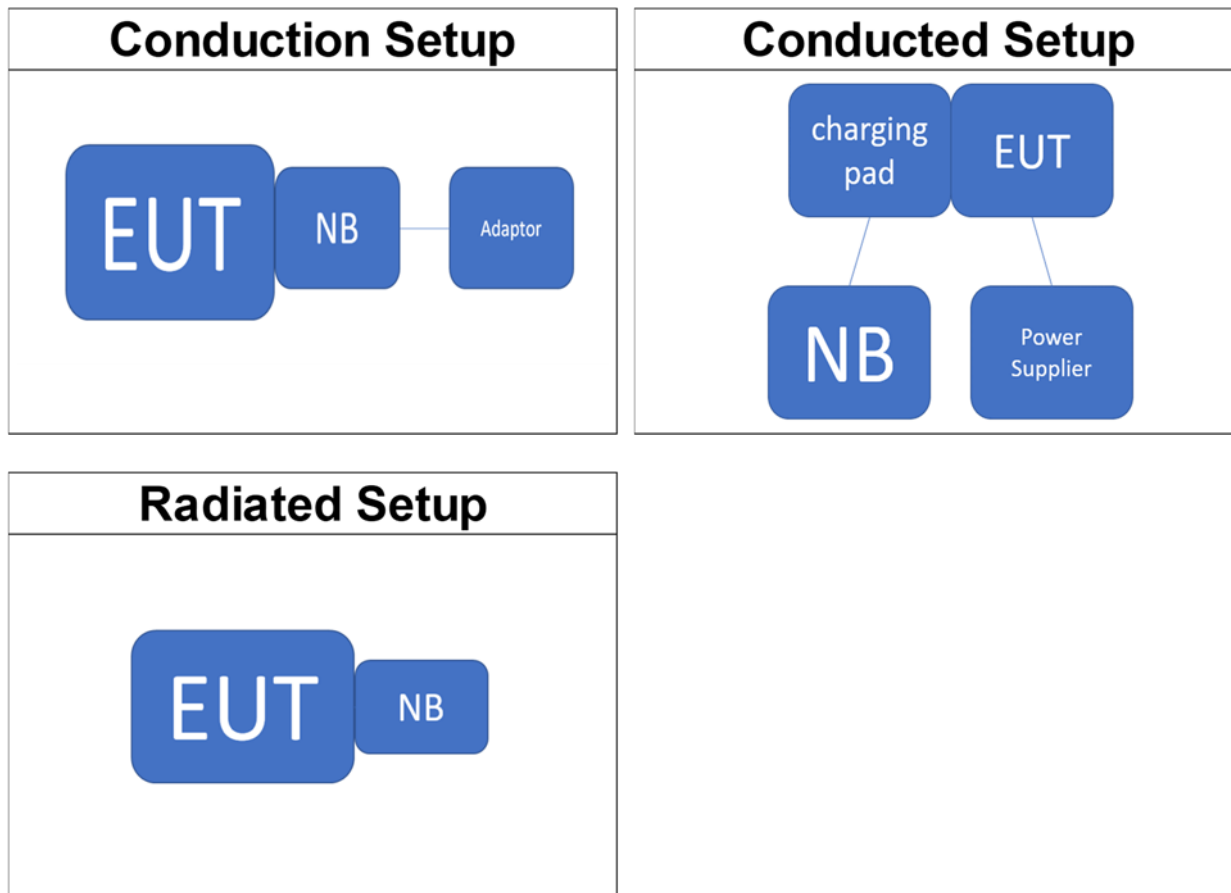 Conduction Setup
EUT
NB
Adaptor
Conducted Setup
charging
pad
EUT
NB
Power
Supplier
Radiated Setup
EUT
NB